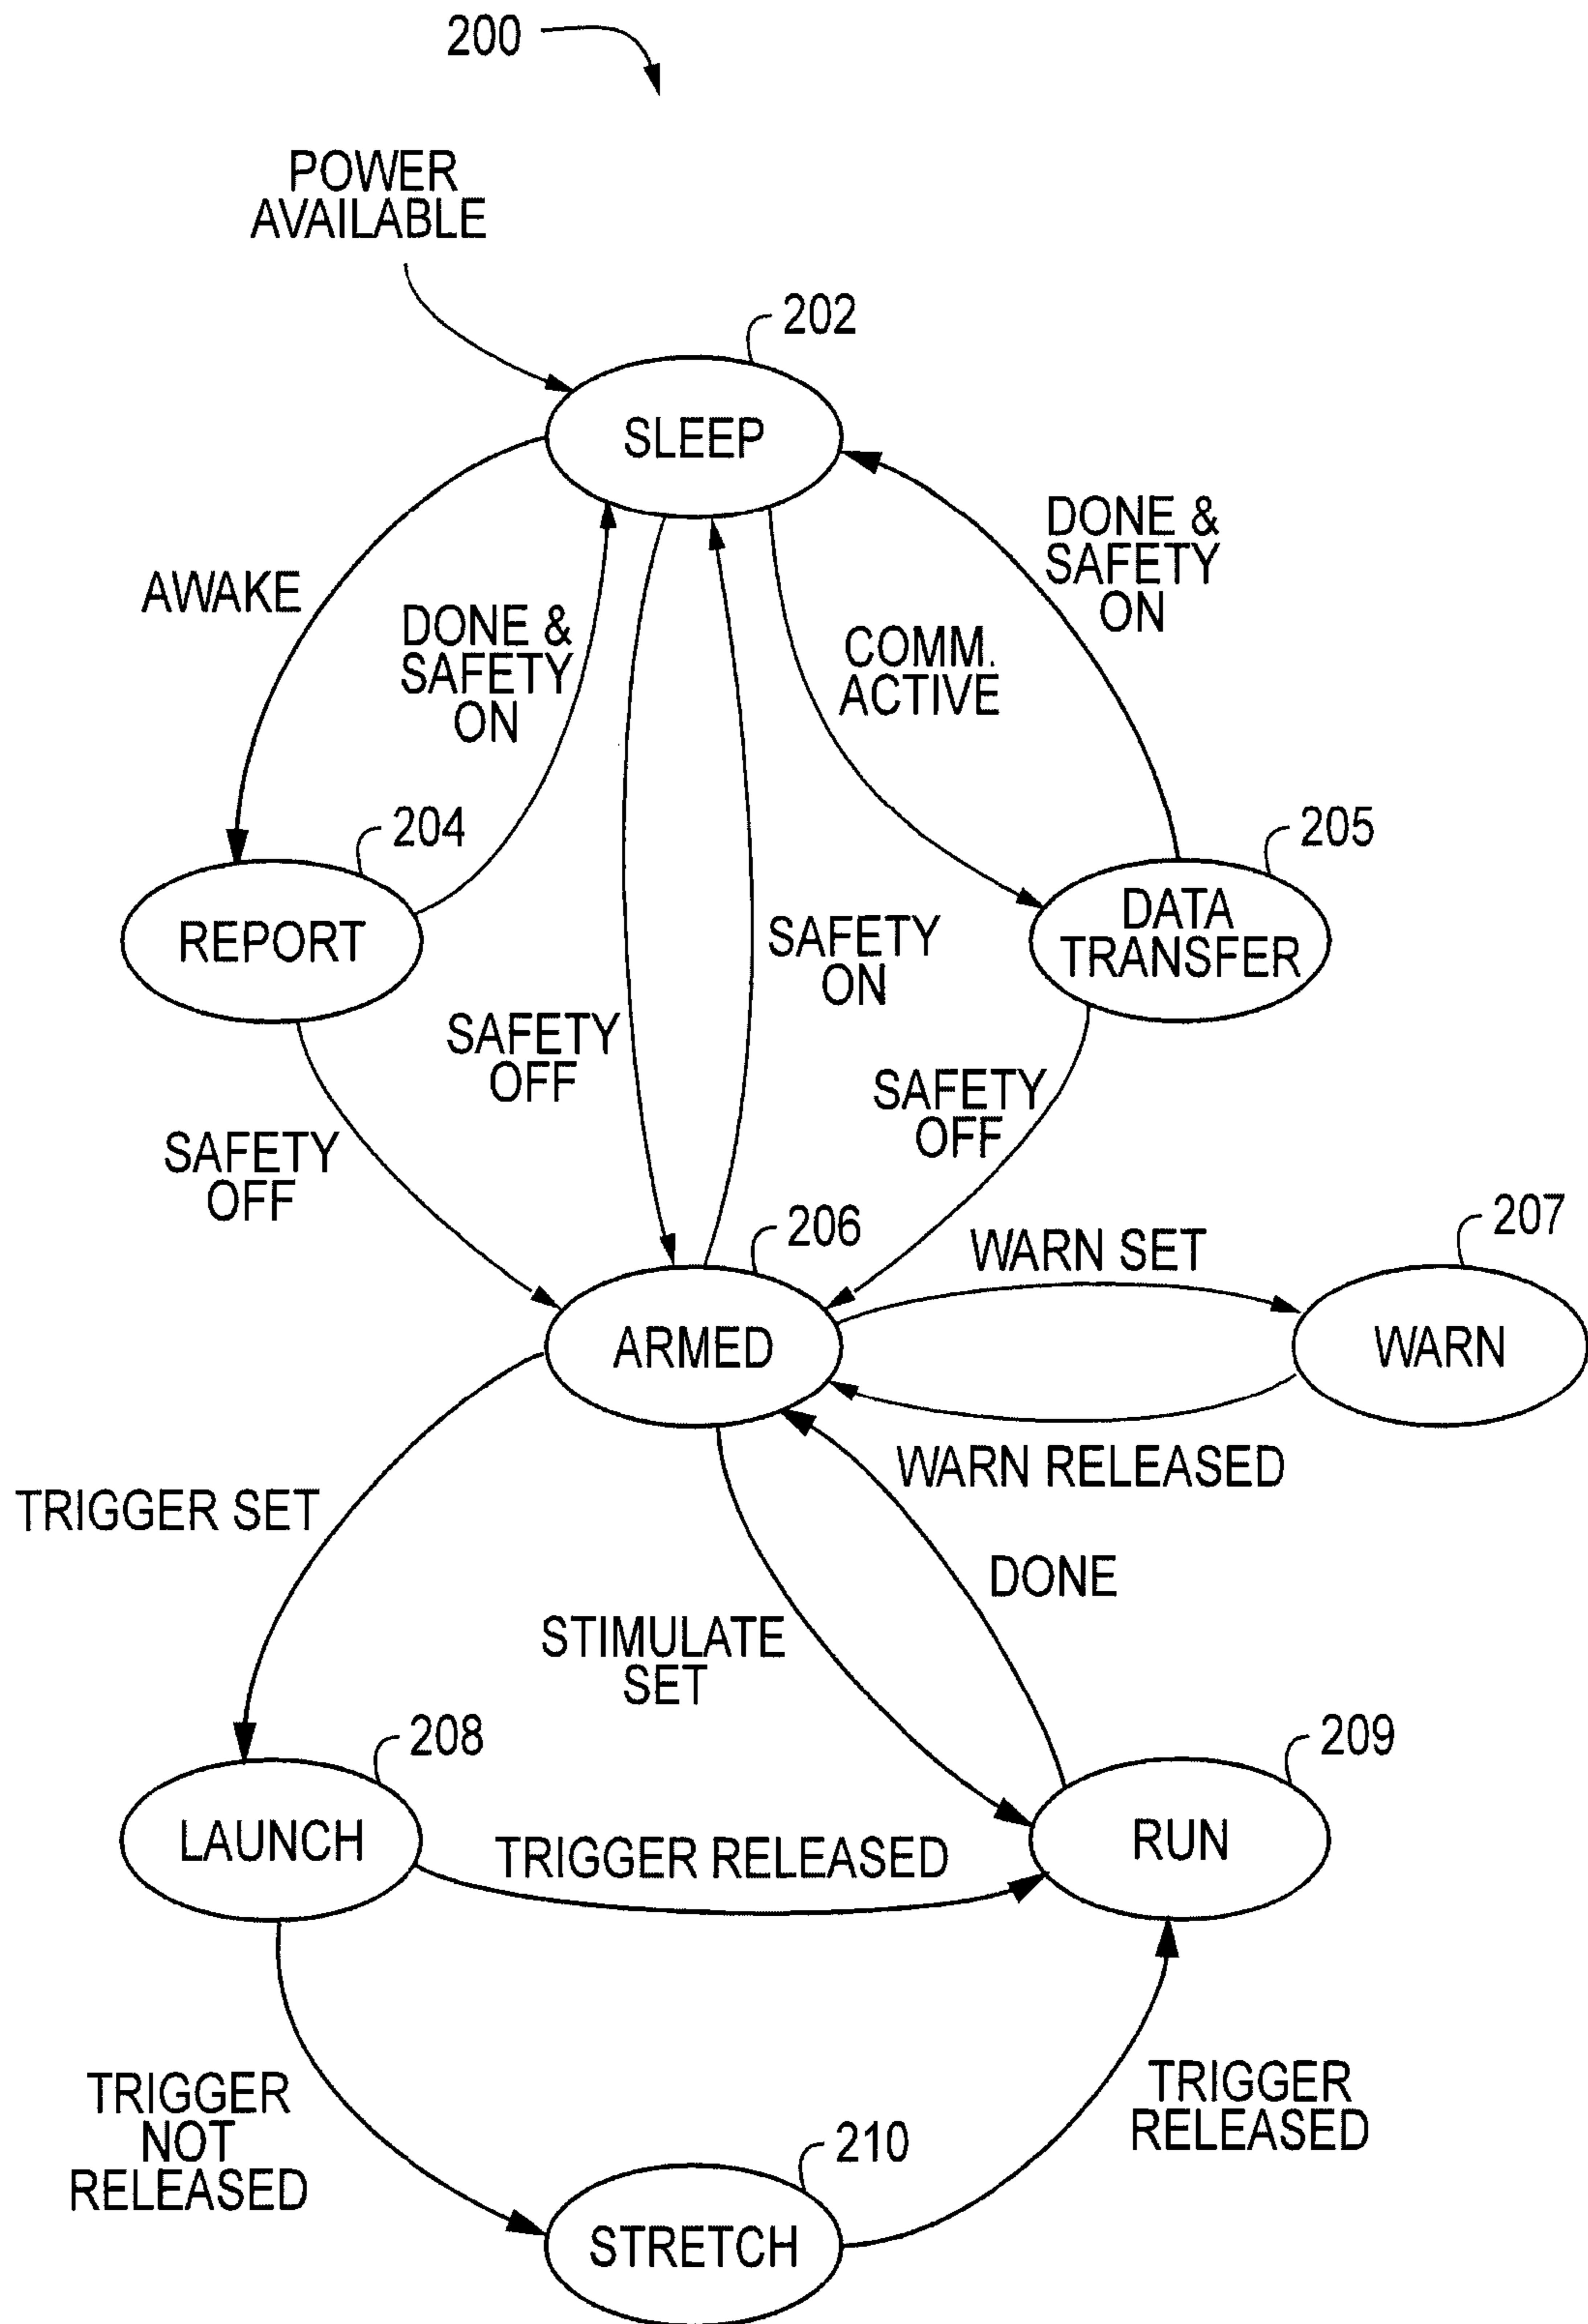 200
POWER
AVAILABLE
202
SLEEP
DONE &
SAFETY
ON
AWAKE
DONE &
SAFETY
ON
COMM.
ACTIVE
204
205
REPORT
DATA
TRANSFER
SAFETY
ON
SAFETY
OFF
SAFETY
OFF
SAFETY
OFF
206
207
WARN SET
ARMED
WARN
WARN RELEASED
TRIGGER SET
DONE
STIMULATE
SET
208
209
LAUNCH
TRIGGER RELEASED
RUN
TRIGGER
NOT
RELEASED
TRIGGER
RELEASED
210
STRETCH